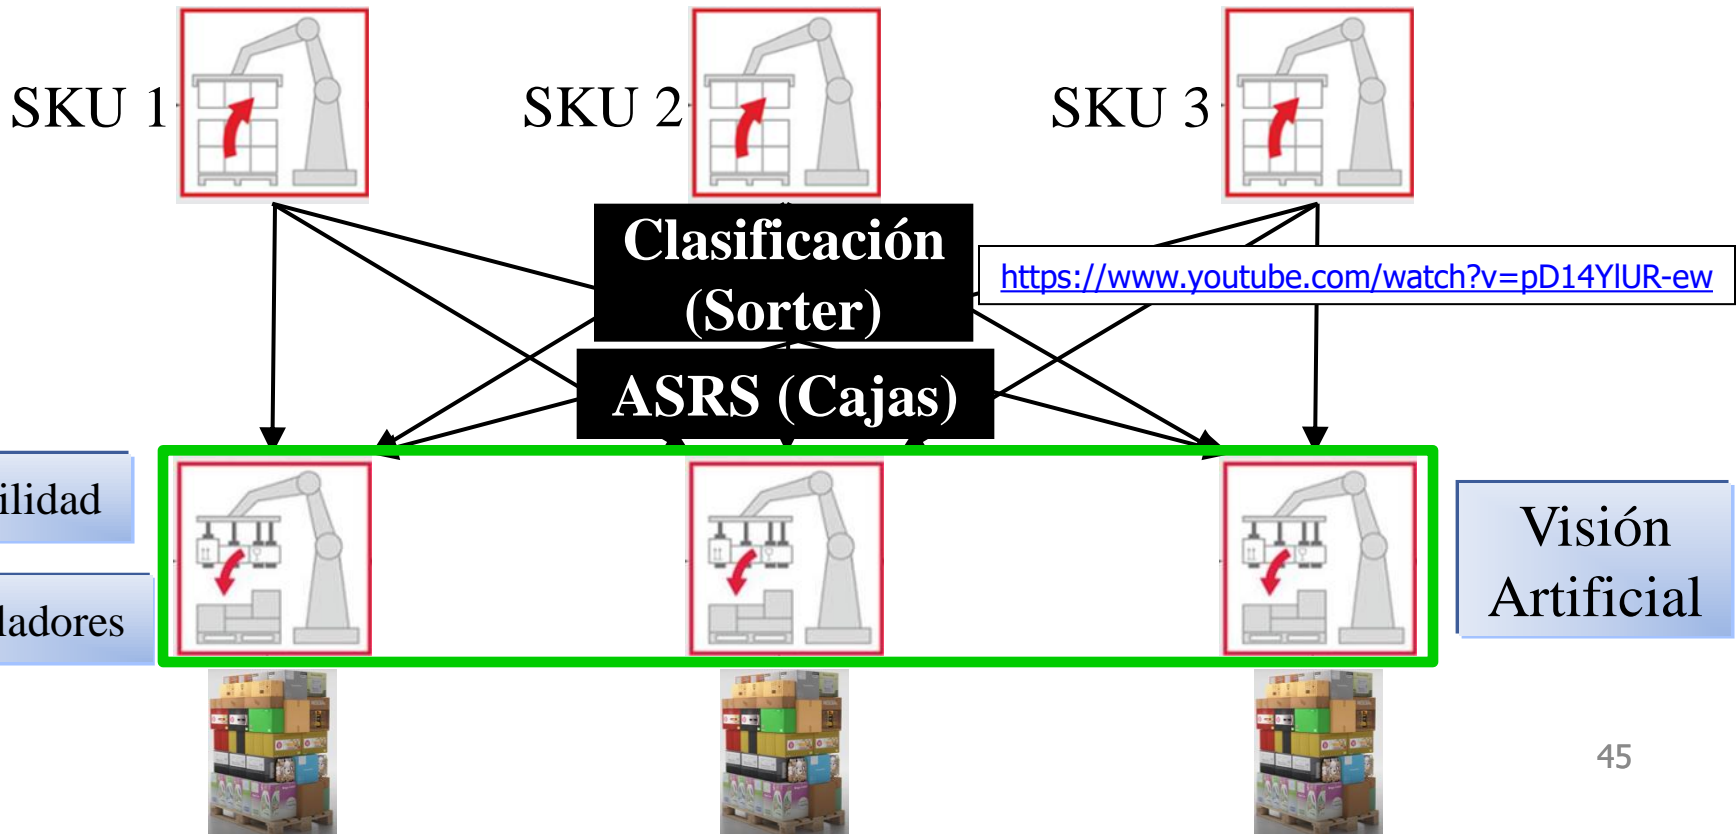 SKU 1
SKU 2
SKU 3
Clasificación
(Sorter)
https://www.youtube.com/watch?v=pD14YlUR-ew
ASRS (Cajas)
ilidad
ladores
Visión
Artificial
45